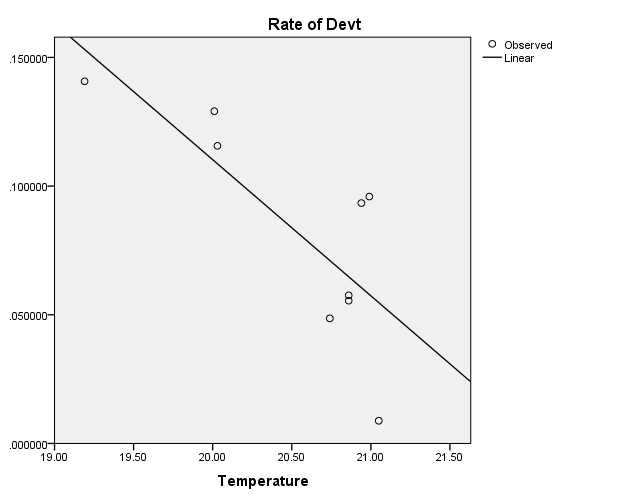 Rate of Devt
Observed
Linear
.150000
.100000
.050000
.000000
19.00 19.50 20.00 20.50 21.00 21.50
Temperature